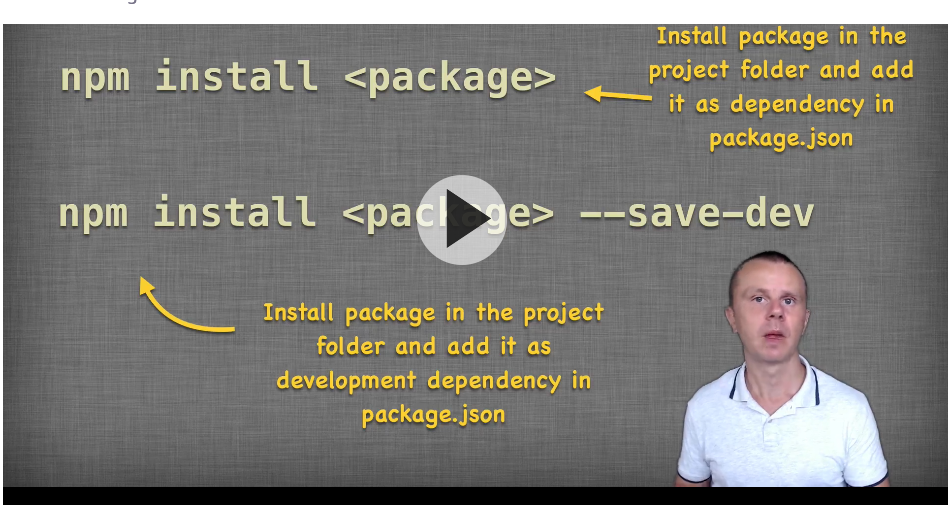 npm install <package>
Install package in the
project folder and add
it as dependency in
package.json
npm install <package> --save-dev
Install package in the project
folder and add it as
development dependency in
package.json